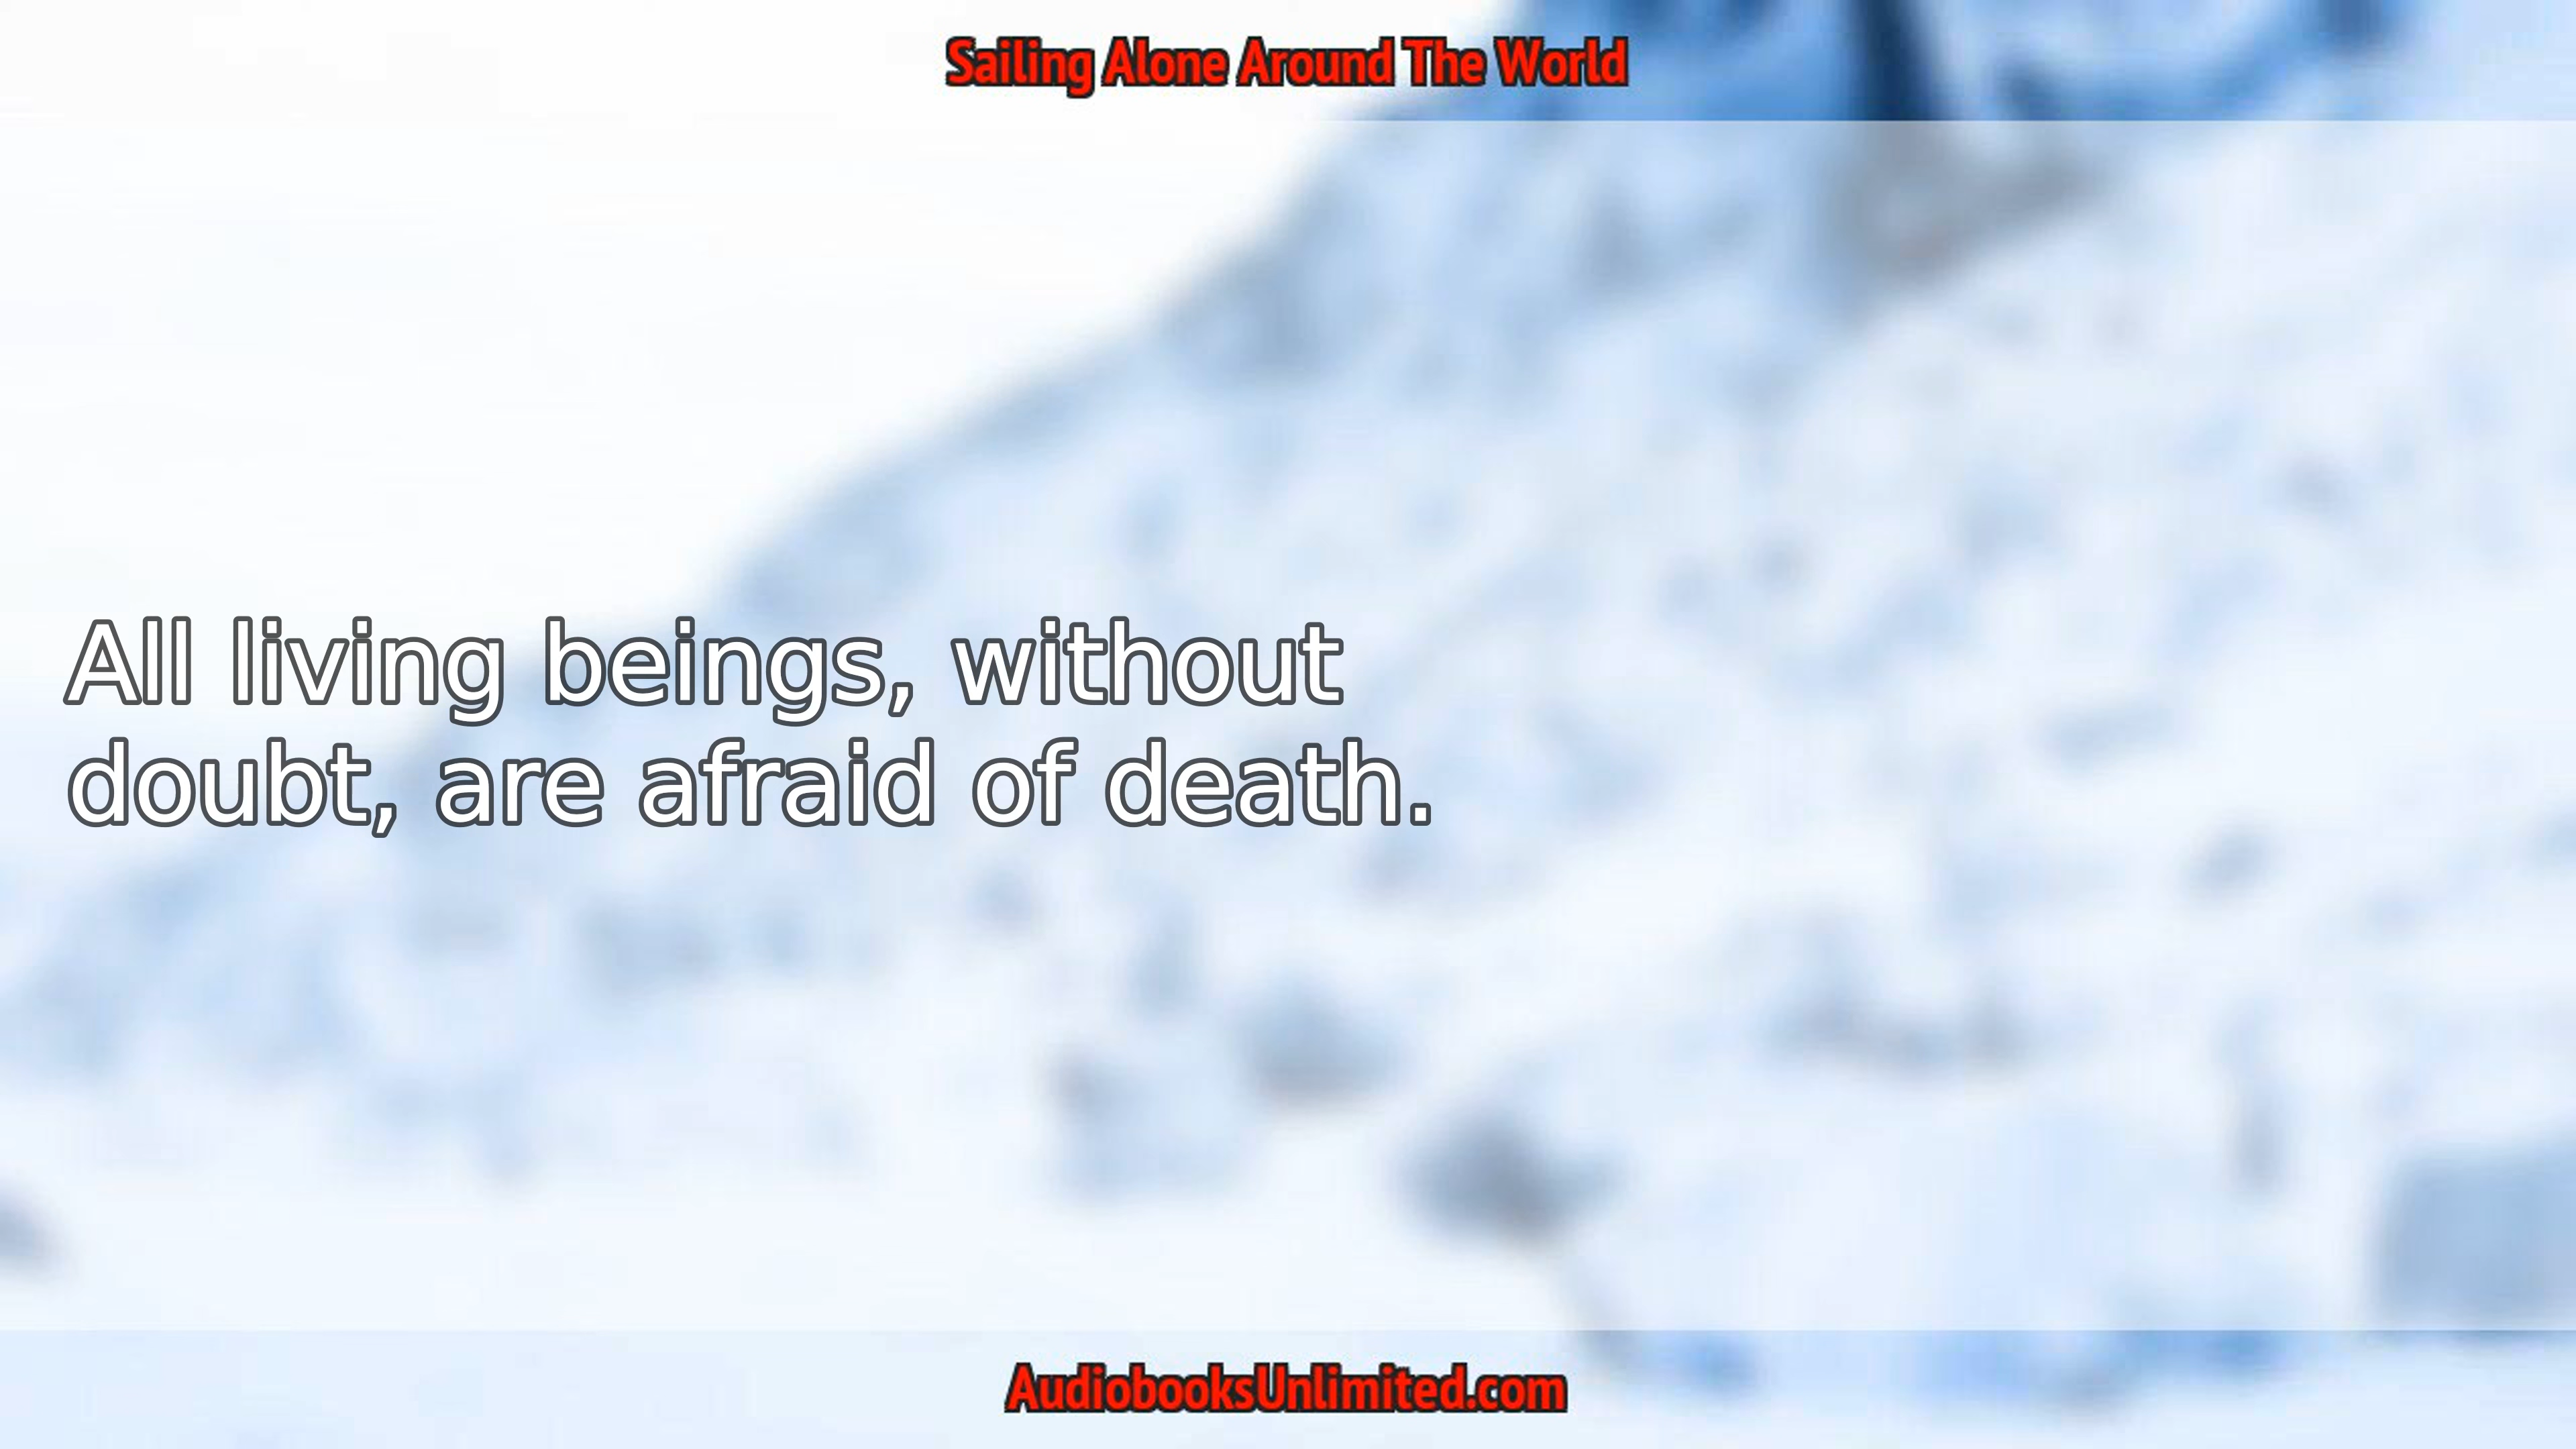 Sailing Alone Around The World
All living beings, without
doubt, are afraid of death.
AudiobooksUnlimited.com